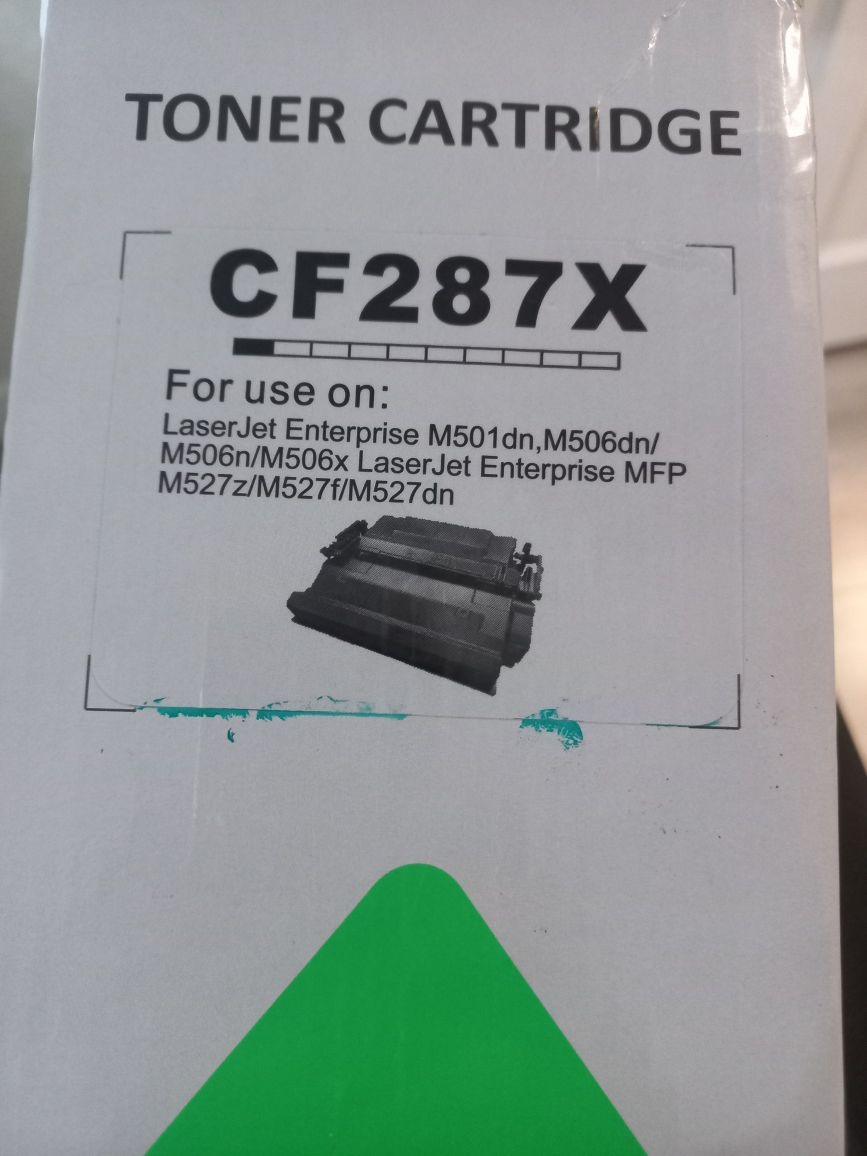 TONER CARTRIDGE
CF287X
For use on:
LaserJet Enterprise M501dn,M506dn/
M506n/M506x LaserJet Enterprise MFP
M527z/M527f/M527dn